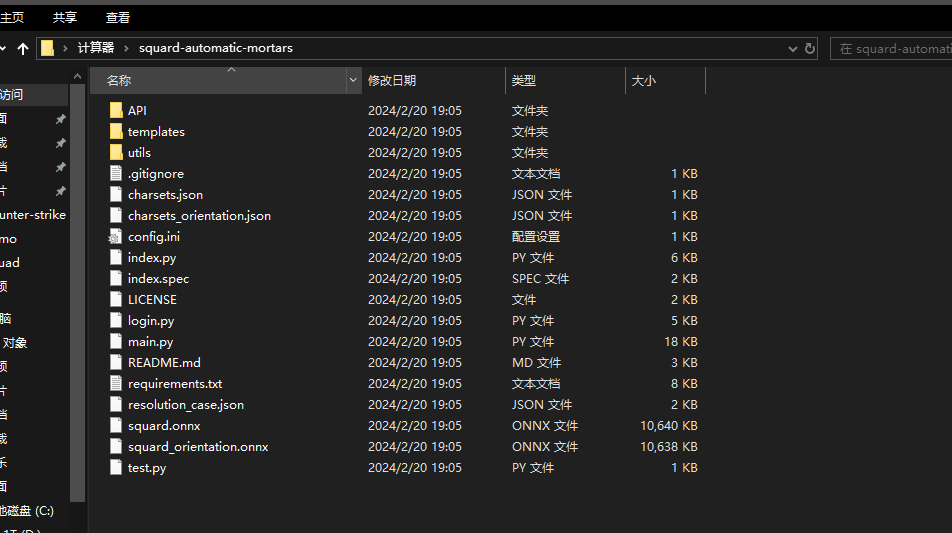 主页 共享 查看
计算器 squard-automatic-mortars 在 squard-automati
名称 修改日期 类型 大小
访问
API 2024/2/20 19:05 文件夹
面 templates 2024/2/20 19:05 文件夹
载 utils 2024/2/20 19:05 文件夹
档 .gitignore 2024/2/20 19:05 文本文档 1 KB
片 charsets.json 2024/2/20 19:05 JSON 文件 1 KB
unter-strike charsets_orientation.json 2024/2/20 19:05 JSON 文件 1 KB
mo config.ini 2024/2/20 19:05 配置设置 1 KB
uad index.py 2024/2/20 19:05 PY 文件 6 KB
频 index.spec 2024/2/20 19:05 SPEC 文件 2 KB
LICENSE 2024/2/20 19:05 文件 2 KB
脑 login.py 2024/2/20 19:05 PY 文件 5 KB
对象 main.py 2024/2/20 19:05 PY 文件 18 KB
频 README.md 2024/2/20 19:05 MD 文件 3 KB
片 requirements.txt 2024/2/20 19:05 文本文档 8 KB
档 resolution_case.json 2024/2/20 19:05 JSON 文件 2 KB
载 squard.onnx 2024/2/20 19:05 ONNX 文件 10,640 KB
乐 squard_orientation.onnx 2024/2/20 19:05 ONNX 文件 10,638 KB
面 test.py 2024/2/20 19:05 PY 文件 1 KB
地磁盘 (C:)